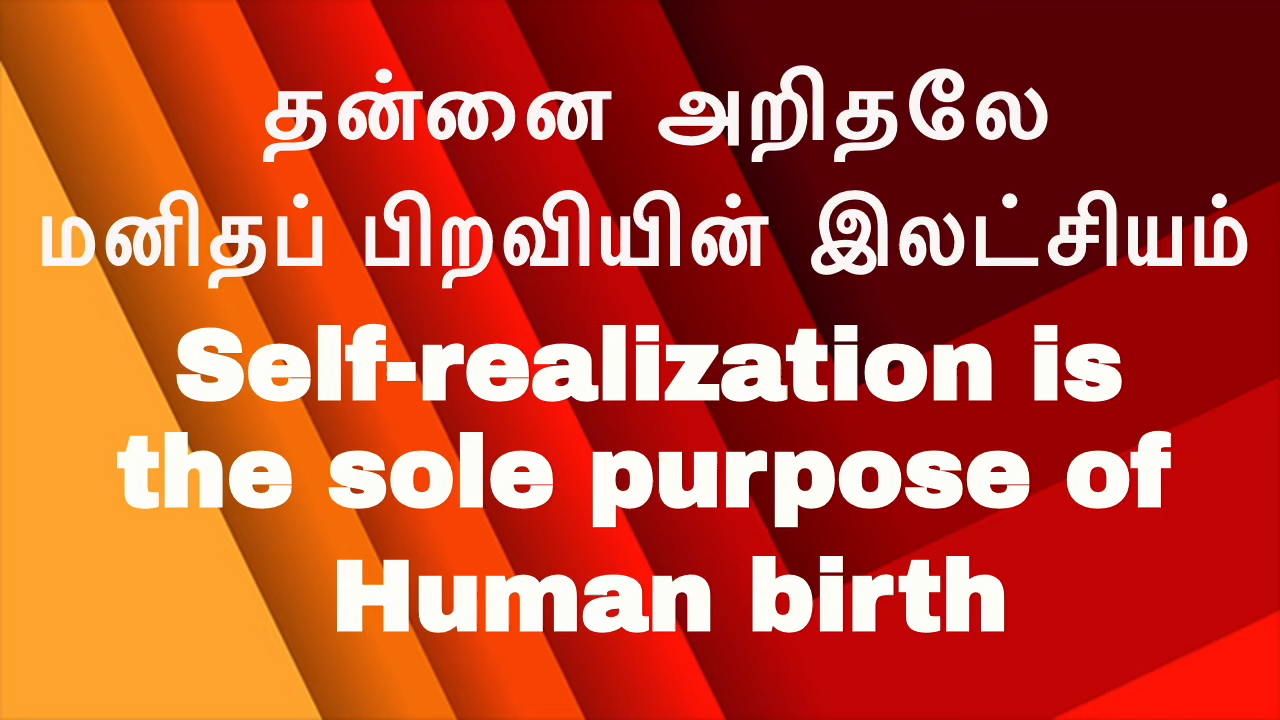 தன்னை அறிதலே
மனிதப் பிறவியின் இலட்சியம்
Self-realization is
the sole purpose of
Human birth